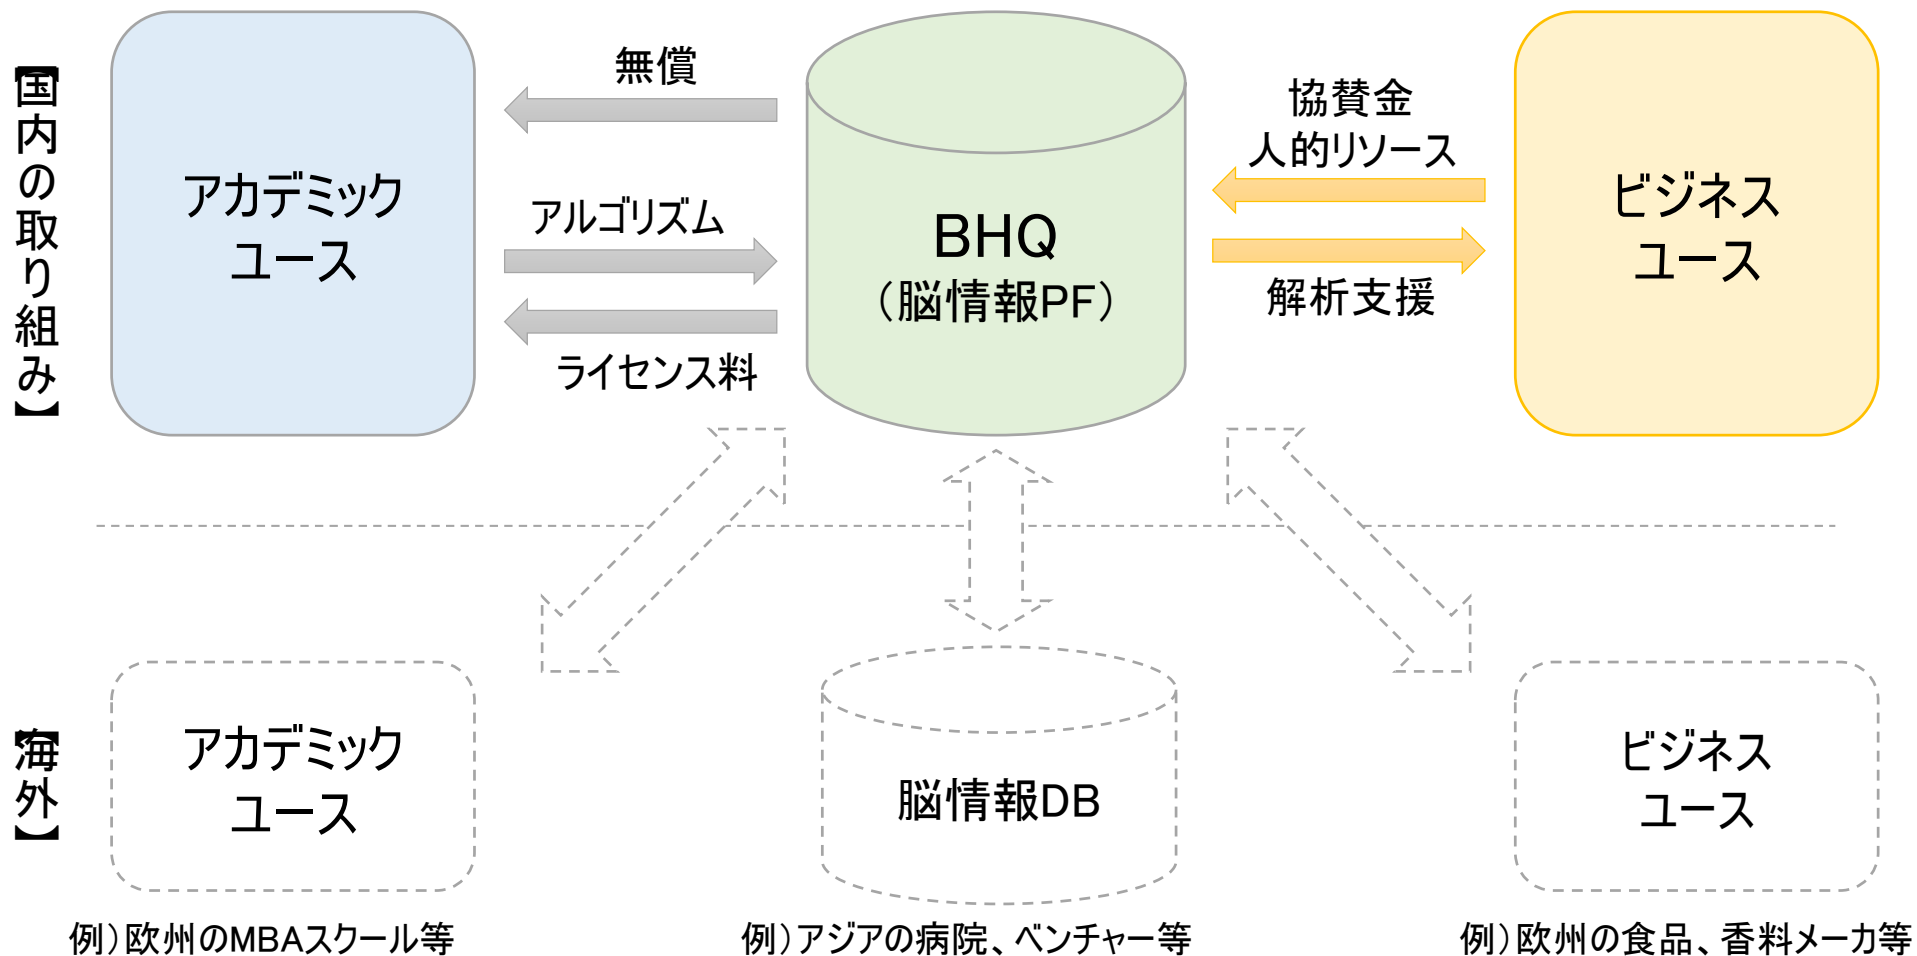 【国内の取り組み】
アカデミック
ユース
無償
アルゴリズム
ライセンス料
BHQ
（脳情報PF）
協賛金
人的リソース
解析支援
ビジネス
ユース
【海外】
アカデミック
ユース
脳情報DB
ビジネス
ユース
例）欧州のMBAスクール等
例）アジアの病院、ベンチャー等
例）欧州の食品、香料メーカ等